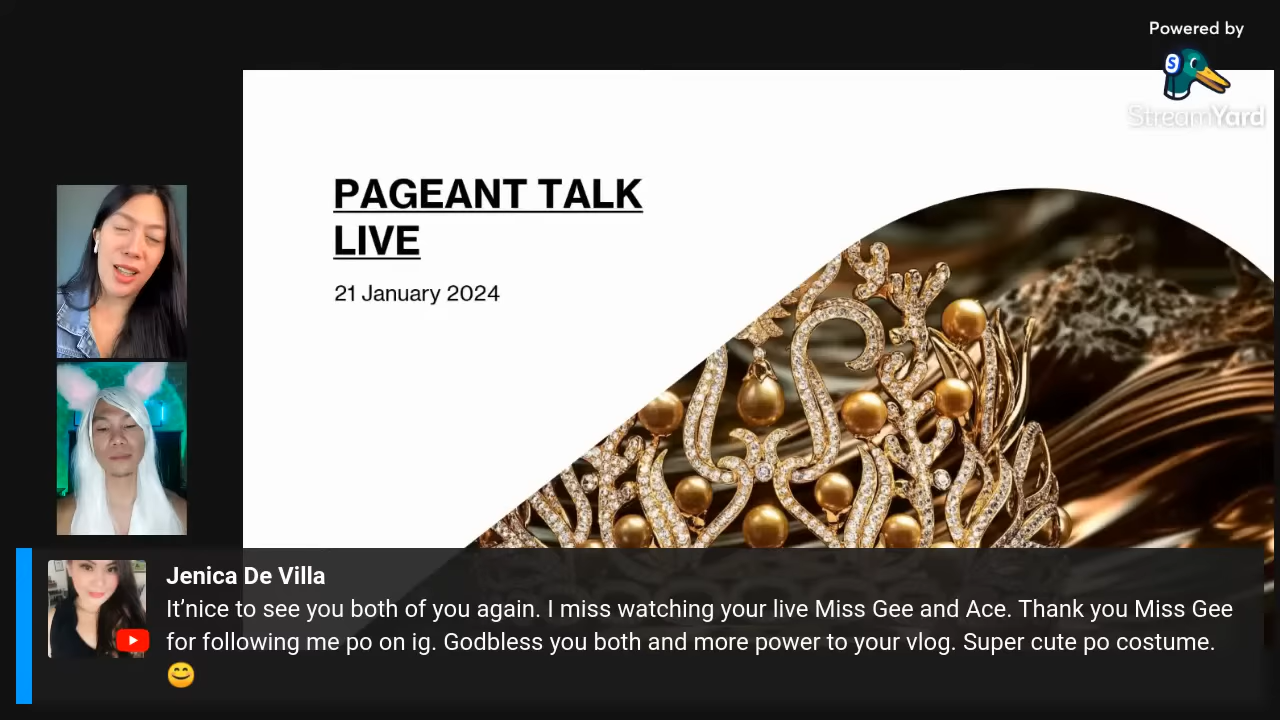 Powered by
StreamYard
PAGEANT TALK
LIVE
21 January 2024
Jenica De Villa
It’nice to see you both of you again. I miss watching your live Miss Gee and Ace. Thank you Miss Gee
for following me po on ig. Godbless you both and more power to your vlog. Super cute po costume.
😊